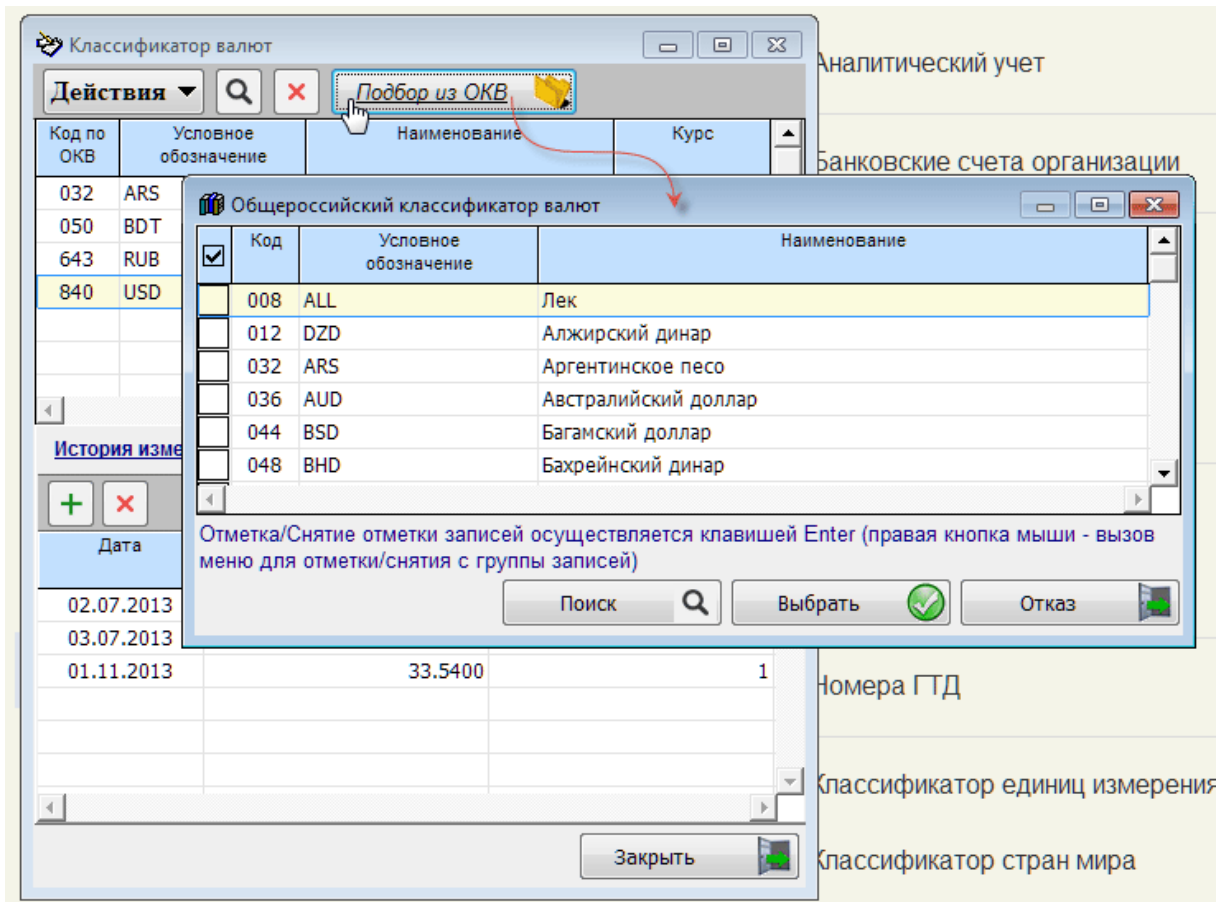 Классификатор валют
Действия
Подбор из ОКВ
Код по ОКВ
Условное обозначение
Наименование
Курс
032 ARS
050 BDT
643 RUB
840 USD
Общероссийский классификатор валют
Код
Условное обозначение
Наименование
008 ALL Лек
012 DZD Алжирский динар
032 ARS Аргентинское песо
036 AUD Австралийский доллар
044 BSD Багамский доллар
048 BHD Бахрейнский динар
Отметка/Снятие отметки записей осуществляется клавишей Enter (правая кнопка мыши - вызов
меню для отметки/снятия с группы записей)
Поиск
Выбрать
Отказ
История изме
Дата
02.07.2013
03.07.2013
01.11.2013 33.5400 1
Закрыть
Аналитический учет
Банковские счета организации
Номера ГТД
Классификатор единиц измерения
Классификатор стран мира